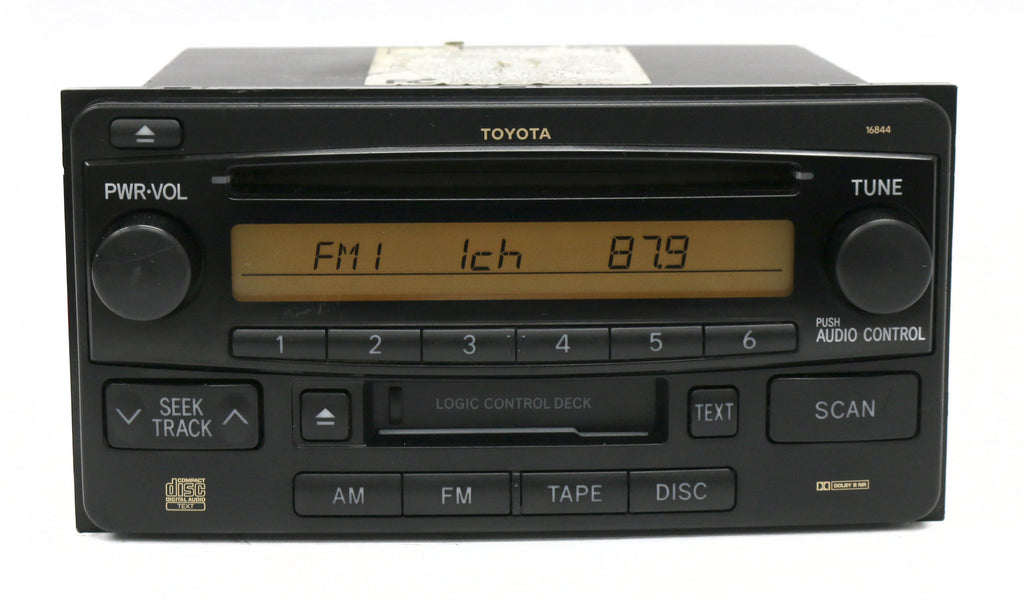 TOYOTA
16844
PWR•VOL
TUNE
FM1 1ch 87.9
1 2 3 4 5 6
PUSH
AUDIO CONTROL
SEEK
TRACK
LOGIC CONTROL DECK
TEXT
SCAN
AM FM TAPE DISC
COMPACT
disc
DIGITAL AUDIO
TEXT
DOLBY B NR